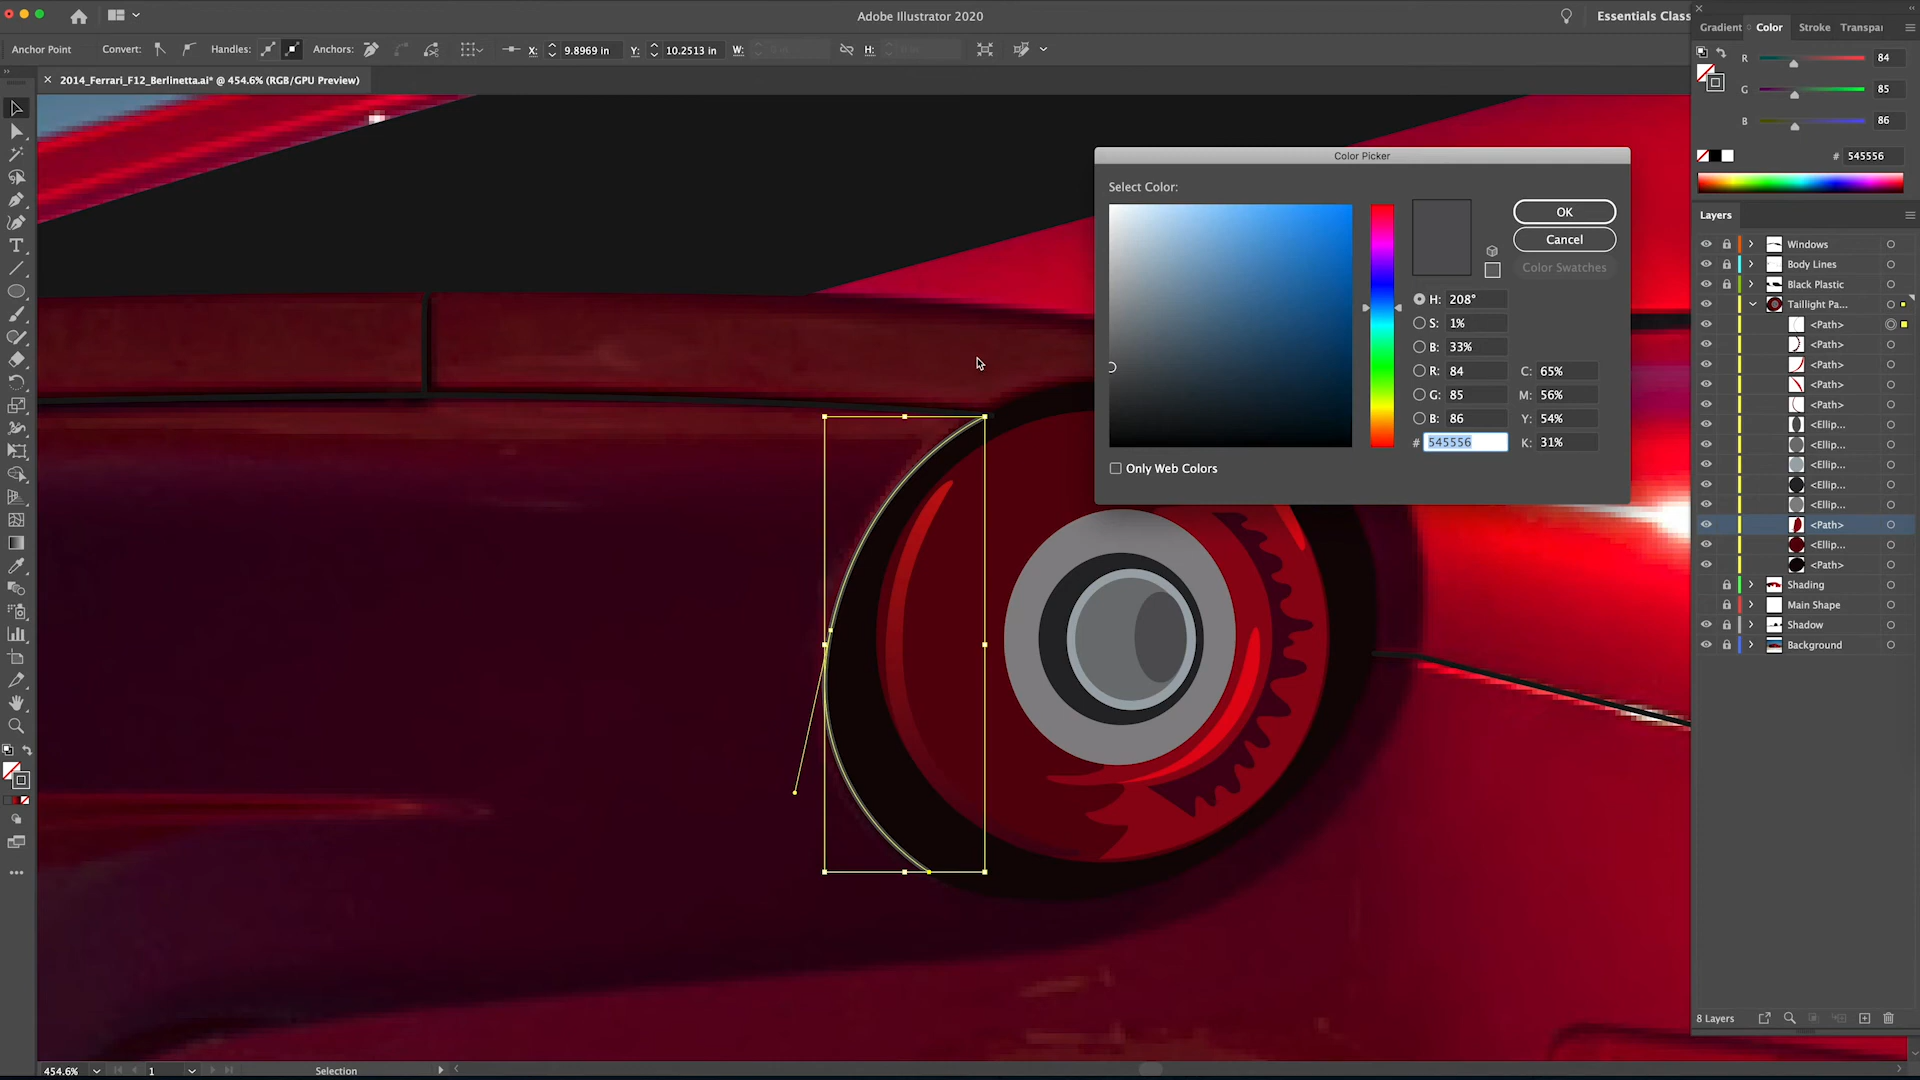 Adobe Illustrator 2020
Essentials Class
Anchor Point
Convert:
Handles:
Anchors:
X: 9.8969 in
Y: 10.2513 in
W:
H:
× 2014_Ferrari_F12_Berlinetta.ai* @ 454.6% (RGB/GPU Preview)
Gradient
Color
Stroke
Transpar
R 84
G 85
B 86
# 545556
Color Picker
Select Color:
OK
Cancel
Color Swatches
H: 208°
S: 1%
B: 33%
R: 84
G: 85
B: 86
# 545556
C: 65%
M: 56%
Y: 54%
K: 31%
Only Web Colors
Layers
Windows
Body Lines
Black Plastic
Taillight Pa...
<Path>
<Path>
<Path>
<Path>
<Path>
<Ellip...
<Ellip...
<Ellip...
<Ellip...
<Ellip...
<Path>
<Ellip...
<Path>
Shading
Main Shape
Shadow
Background
8 Layers
454.6%
1
Selection